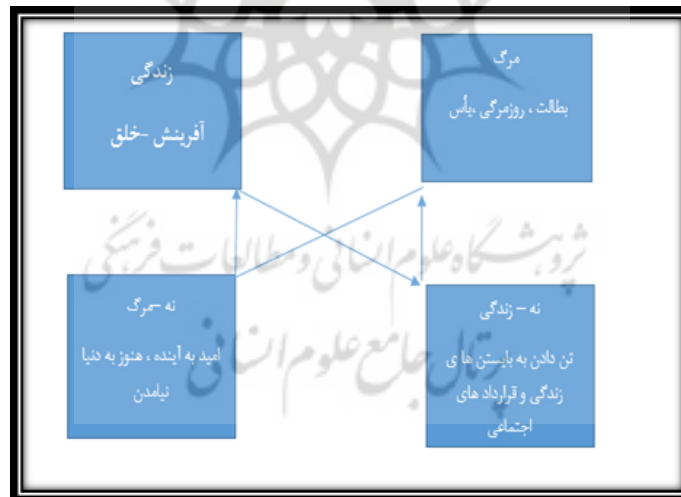 مرگ
بطالت ، روزمرگی ،یأس
زندگی
آفرینش -خلق
پژوهشگاه علوم انسانی و مطالعات فرهنگی
پرتال جامع علوم انسانی
نه – زندگی
تن دادن به بایستن ها ی
زندگی و قرارداد های
اجتماعی
نه –مرگ
امید به آینده ، هنوز به دنیا
نیامدن